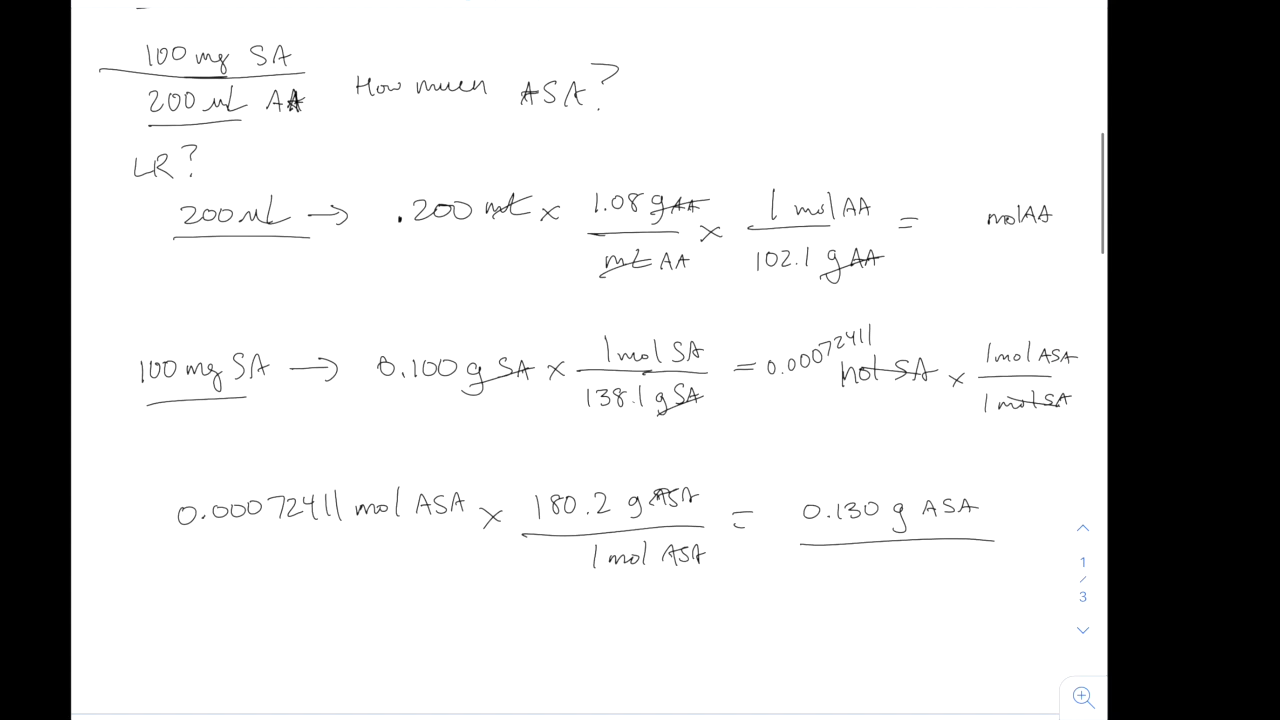 100 mg SA
200 uL AA How much ASA?
LR?
200 uL → .200 mL × 1.08 g AA / mL AA × 1 mol AA / 102.1 g AA = mol AA
100 mg SA → 0.100 g SA × 1 mol SA / 138.1 g SA = 0.00072411 mol SA × 1 mol ASA / 1 mol SA
0.00072411 mol ASA × 180.2 g ASA / 1 mol ASA = 0.130 g ASA
1
/
3